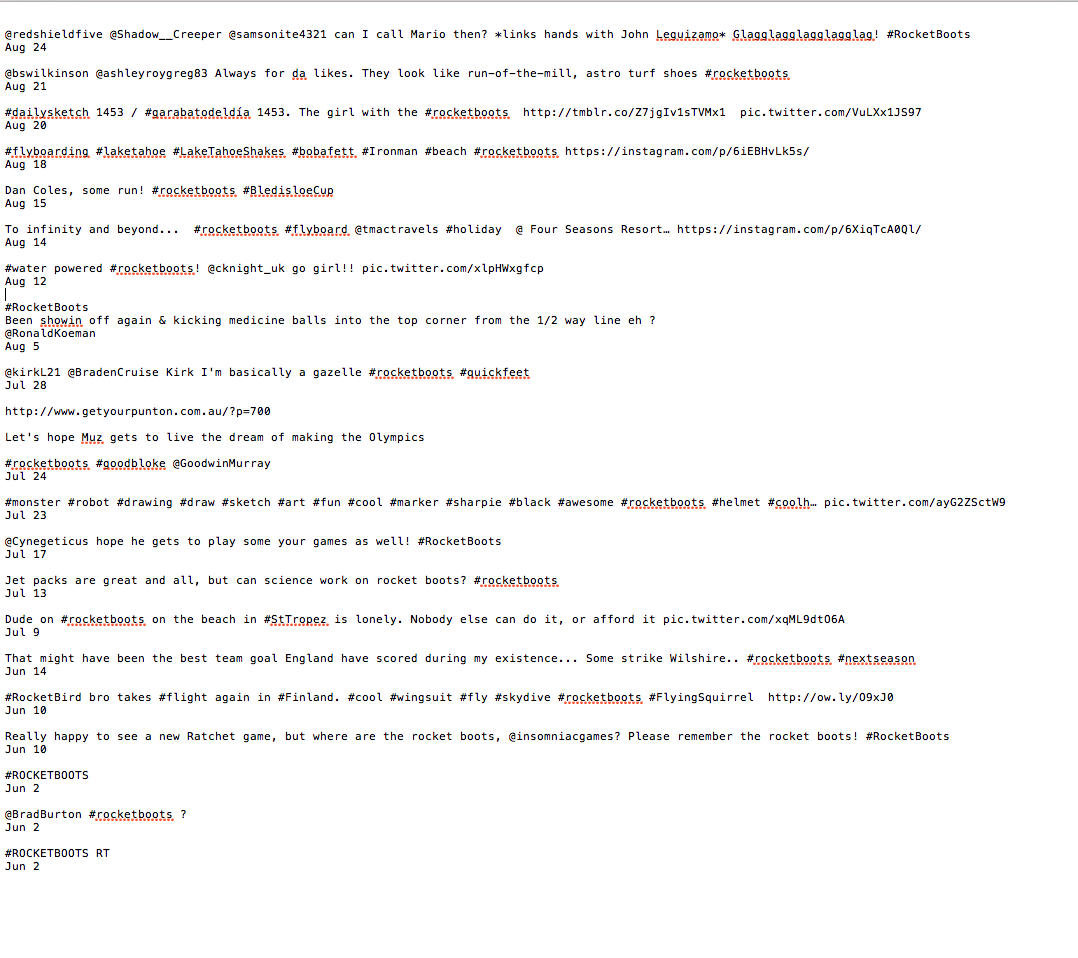 @redshieldfive @Shadow__Creeper @samsonite4321 can I call Mario then? *links hands with John Leguizamo* Glagglagglagglagglag! #RocketBoots
Aug 24
@bswilkinson @ashleyroygreg83 Always for da likes. They look like run-of-the-mill, astro turf shoes #rocketboots
Aug 21
#dailysketch 1453 / #garabatodeldía 1453. The girl with the #rocketboots  http://tmblr.co/Z7jgIv1sTVMx1  pic.twitter.com/VuLXx1JS97
Aug 20
#flyboarding #laketahoe #LakeTahoeShakes #bobafett #Ironman #beach #rocketboots https://instagram.com/p/6iEBHvLk5s/
Aug 18
Dan Coles, some run! #rocketboots #BledisloeCup
Aug 15
To infinity and beyond...  #rocketboots #flyboard @tmactravels #holiday  @ Four Seasons Resort… https://instagram.com/p/6XiqTcA0Ql/
Aug 14
#water powered #rocketboots! @cknight_uk go girl!! pic.twitter.com/xlpHWxgfcp
Aug 12
#RocketBoots
Been showin off again & kicking medicine balls into the top corner from the 1/2 way line eh ?
@RonaldKoeman
Aug 5
@kirkL21 @BradenCruise Kirk I'm basically a gazelle #rocketboots #quickfeet
Jul 28
http://www.getyourpunton.com.au/?p=700
Let's hope Muz gets to live the dream of making the Olympics
#rocketboots #goodbloke @GoodwinMurray
Jul 24
#monster #robot #drawing #draw #sketch #art #fun #cool #marker #sharpie #black #awesome #rocketboots #helmet #coolh… pic.twitter.com/ayG2ZSctW9
Jul 23
@Cynegeticus hope he gets to play some your games as well! #RocketBoots
Jul 17
Jet packs are great and all, but can science work on rocket boots? #rocketboots
Jul 13
Dude on #rocketboots on the beach in #StTropez is lonely. Nobody else can do it, or afford it pic.twitter.com/xqML9dtO6A
Jul 9
That might have been the best team goal England have scored during my existence... Some strike Wilshire.. #rocketboots #nextseason
Jun 14
#RocketBird bro takes #flight again in #Finland. #cool #wingsuit #fly #skydive #rocketboots #FlyingSquirrel  http://ow.ly/O9xJ0
Jun 10
Really happy to see a new Ratchet game, but where are the rocket boots, @insomniacgames? Please remember the rocket boots! #RocketBoots
Jun 10
#ROCKETBOOTS
Jun 2
@BradBurton #rocketboots ?
Jun 2
#ROCKETBOOTS RT
Jun 2